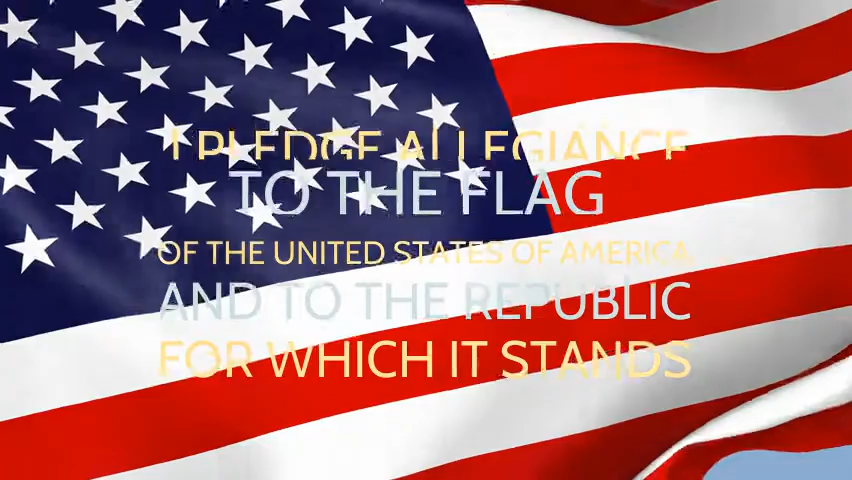 I PLEDGE ALLEGIANCE
TO THE FLAG
OF THE UNITED STATES OF AMERICA
AND TO THE REPUBLIC
FOR WHICH IT STANDS